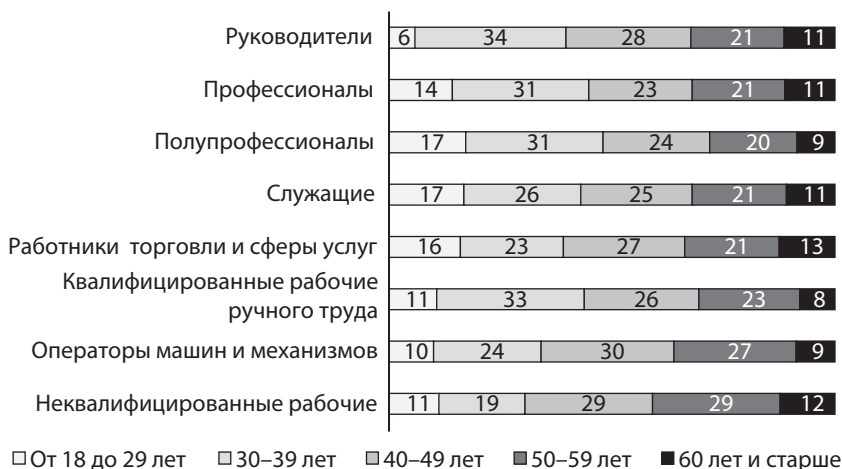 Руководители 6 34 28 21 11
Профессионалы 14 31 23 21 11
Полупрофессионалы 17 31 24 20 9
Служащие 17 26 25 21 11
Работники торговли и сферы услуг 16 23 27 21 13
Квалифицированные рабочие
ручного труда 11 33 26 23 8
Операторы машин и механизмов 10 24 30 27 9
Неквалифицированные рабочие 11 19 29 29 12
От 18 до 29 лет 30–39 лет 40–49 лет 50–59 лет 60 лет и старше